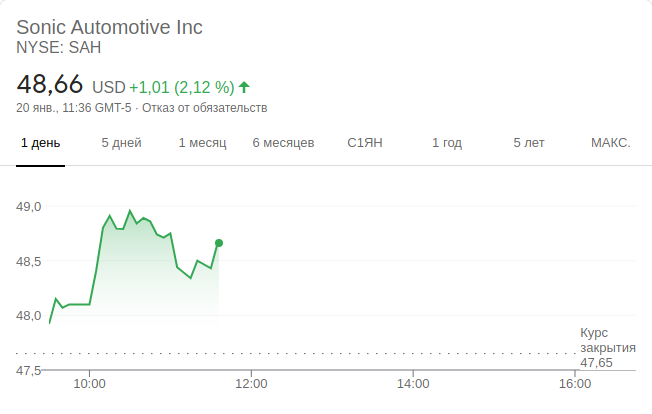 Sonic Automotive Inc
NYSE: SAH
48,66 USD +1,01 (2,12 %)
20 янв., 11:36 GMT-5 · Отказ от обязательств
1 день 5 дней 1 месяц 6 месяцев С1ЯН 1 год 5 лет МАКС.
49,0
48,5
48,0
Курс
закрытия
47,65
47,5
10:00 12:00 14:00 16:00